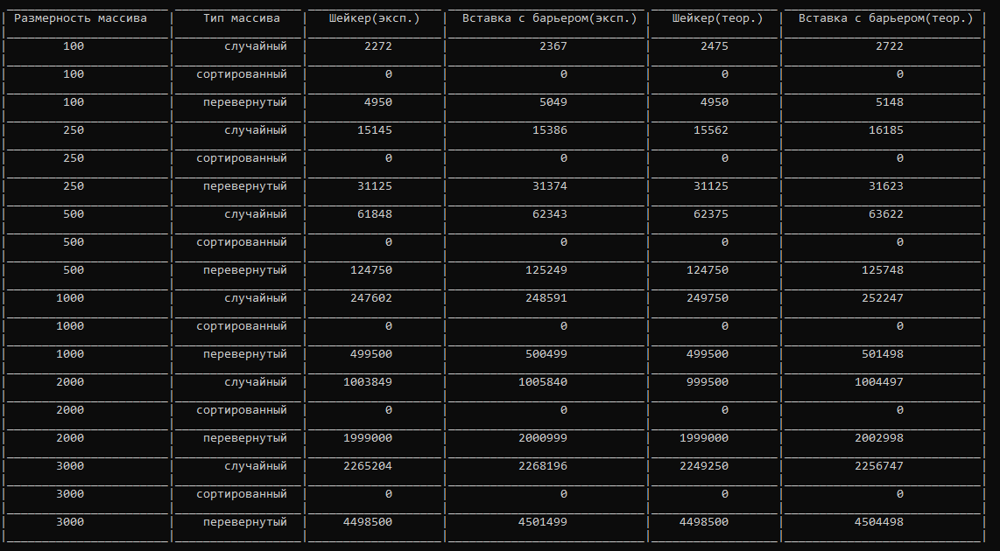 Размерность массива Тип массива Шейкер(эксп.) Вставка с барьером(эксп.) Шейкер(теор.) Вставка с барьером(теор.)
100 случайный 2272 2367 2475 2722
100 сортированный 0 0 0 0
100 перевернутый 4950 5049 4950 5148
250 случайный 15145 15386 15562 16185
250 сортированный 0 0 0 0
250 перевернутый 31125 31374 31125 31623
500 случайный 61848 62343 62375 63622
500 сортированный 0 0 0 0
500 перевернутый 124750 125249 124750 125748
1000 случайный 247602 248591 249750 252247
1000 сортированный 0 0 0 0
1000 перевернутый 499500 500499 499500 501498
2000 случайный 1003849 1005840 999500 1004497
2000 сортированный 0 0 0 0
2000 перевернутый 1999000 2000999 1999000 2002998
3000 случайный 2265204 2268196 2249250 2256747
3000 сортированный 0 0 0 0
3000 перевернутый 4498500 4501499 4498500 4504498